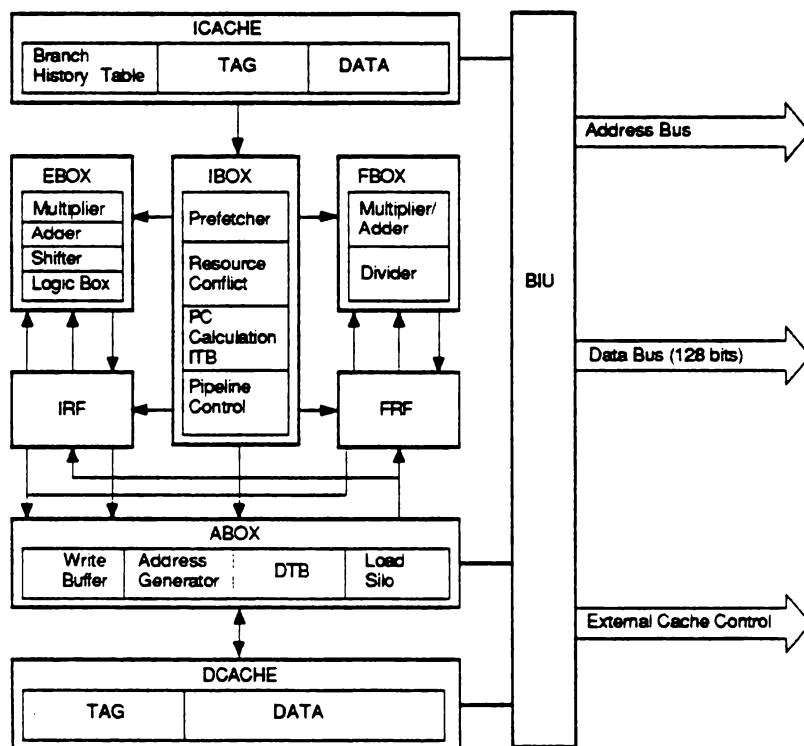 ICACHE
Branch
History Table
TAG
DATA
Address Bus
EBOX
Multiplier
Adder
Shifter
Logic Box
IBOX
Prefetcher
Resource
Conflict
PC
Calculation
ITB
Pipeline
Control
FBOX
Multiplier/
Adder
Divider
BIU
Data Bus (128 bits)
IRF
FRF
ABOX
Write
Buffer
Address
Generator
DTB
Load
Silo
External Cache Control
DCACHE
TAG
DATA